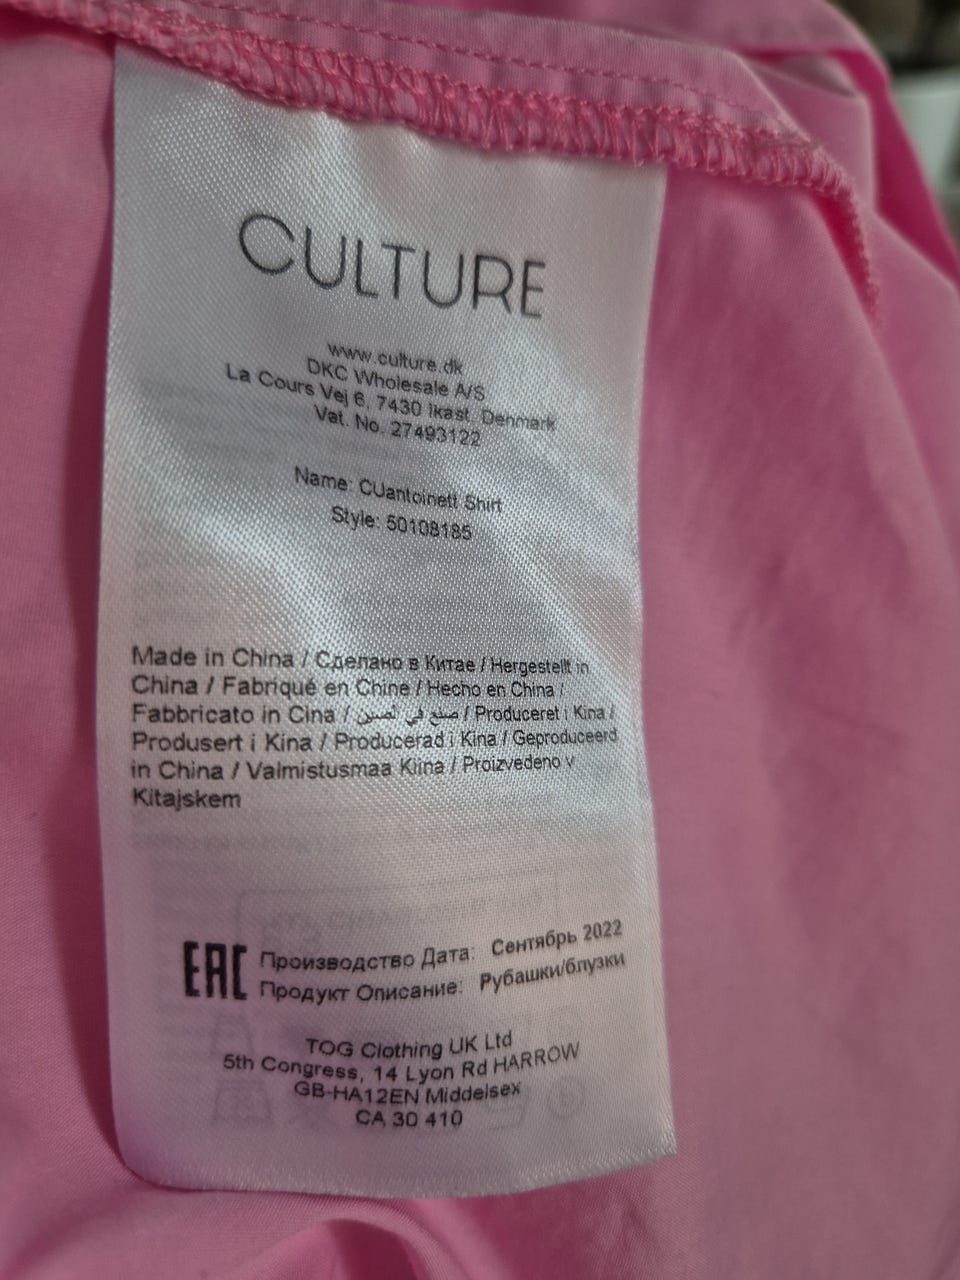 CULTURE
www.culture.dk
DKC Wholesale A/S
La Cours Vej 6, 7430 Ikast, Denmark
Vat. No. 27493122
Name: CUantoinett Shirt
Style: 50108185
Made in China / Сделано в Китае / Hergestellt in
China / Fabriqué en Chine / Hecho en China /
Fabbricato in Cina / صنع في الصين / Produceret i Kina /
Produsert i Kina / Producerad i Kina / Geproduceerd
in China / Valmistusmaa Kiina / Proizvedeno v
Kitajskem
EAC Производство Дата: Сентябрь 2022
Продукт Описание: Рубашки/блузки
TOG Clothing UK Ltd
5th Congress, 14 Lyon Rd HARROW
GB-HA12EN Middelsex
CA 30 410